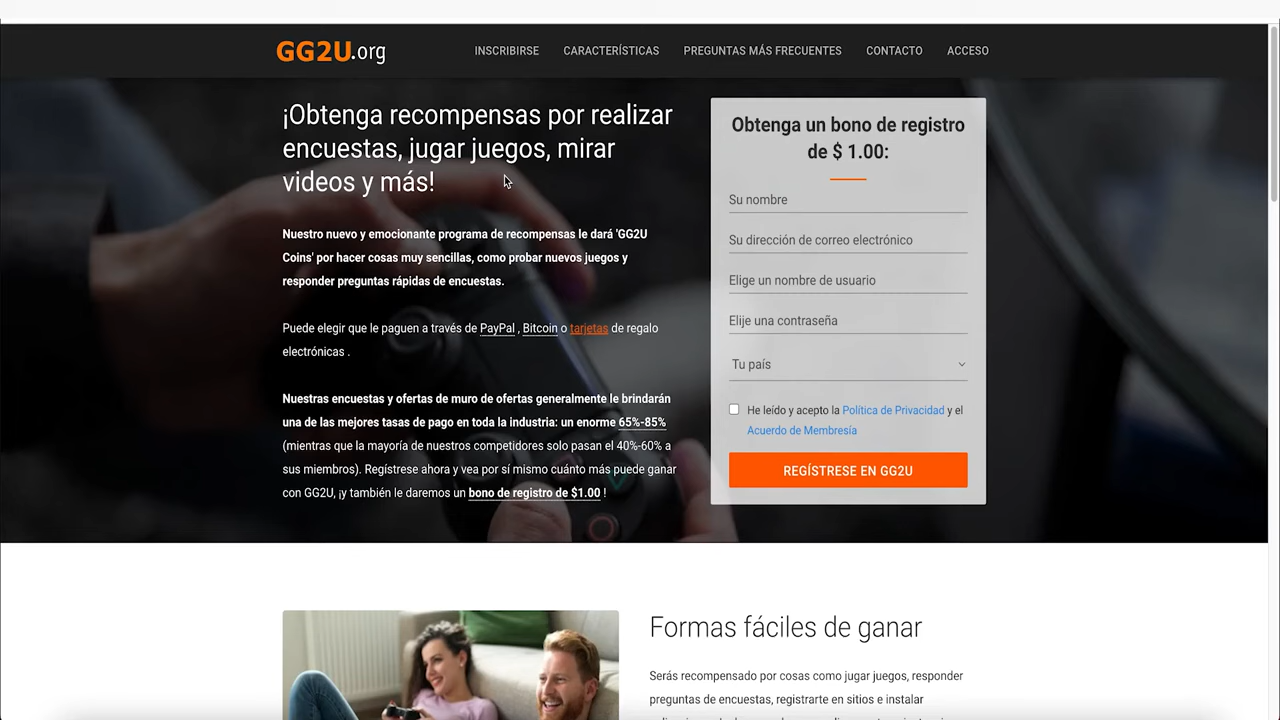 GG2U.org
INSCRIBIRSE
CARACTERÍSTICAS
PREGUNTAS MÁS FRECUENTES
CONTACTO
ACCESO
¡Obtenga recompensas por realizar
encuestas, jugar juegos, mirar
videos y más!
Nuestro nuevo y emocionante programa de recompensas le dará 'GG2U
Coins' por hacer cosas muy sencillas, como probar nuevos juegos y
responder preguntas rápidas de encuestas.
Puede elegir que le paguen a través de PayPal , Bitcoin o tarjetas de regalo
electrónicas .
Nuestras encuestas y ofertas de muro de ofertas generalmente le brindarán
una de las mejores tasas de pago en toda la industria: un enorme 65%-85%
(mientras que la mayoría de nuestros competidores solo pasan el 40%-60% a
sus miembros). Regístrese ahora y vea por sí mismo cuánto más puede ganar
con GG2U, ¡y también le daremos un bono de registro de $1.00 !
Obtenga un bono de registro
de $ 1.00:
Su nombre
Su dirección de correo electrónico
Elige un nombre de usuario
Elije una contraseña
Tu país
He leído y acepto la Política de Privacidad y el
Acuerdo de Membresía
REGÍSTRESE EN GG2U
Formas fáciles de ganar
Serás recompensado por cosas como jugar juegos, responder
preguntas de encuestas, registrarte en sitios e instalar